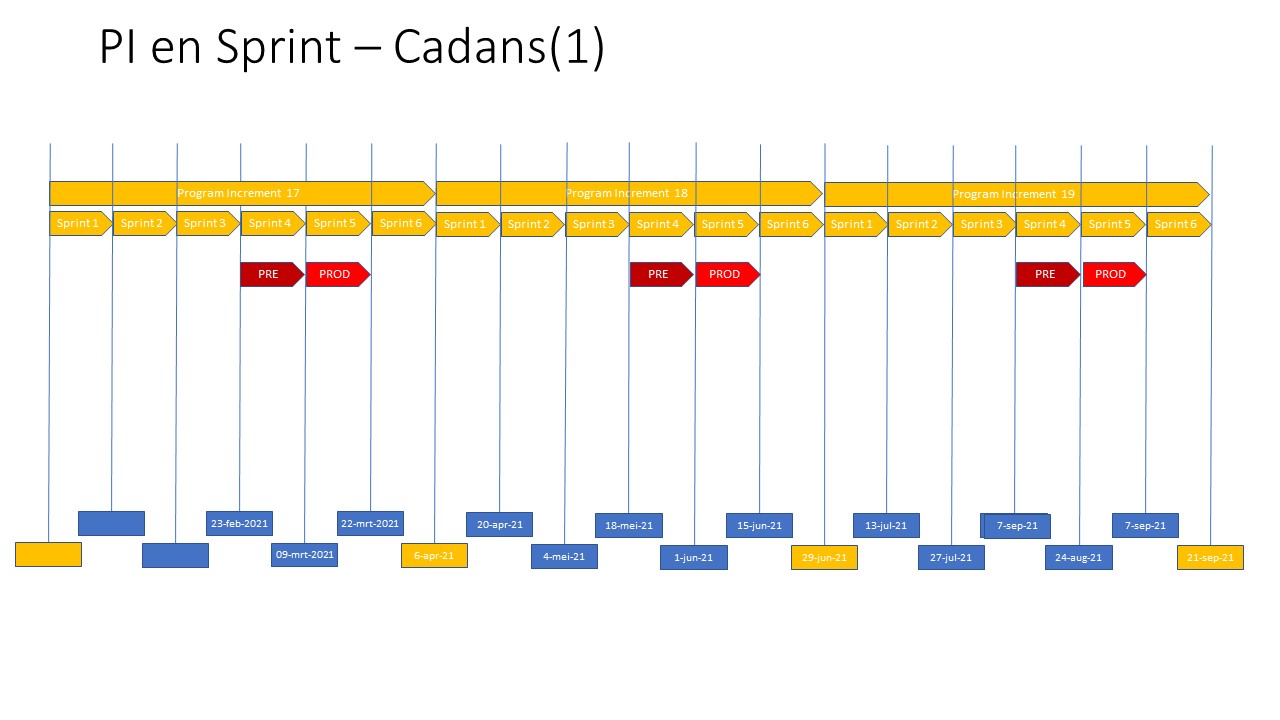 PI en Sprint – Cadans(1)
Program Increment 17
Program Increment 18
Program Increment 19
Sprint 1
Sprint 2
Sprint 3
Sprint 4
Sprint 5
Sprint 6
Sprint 1
Sprint 2
Sprint 3
Sprint 4
Sprint 5
Sprint 6
Sprint 1
Sprint 2
Sprint 3
Sprint 4
Sprint 5
Sprint 6
PRE
PROD
PRE
PROD
PRE
PROD
23-feb-2021
22-mrt-2021
20-apr-21
18-mei-21
15-jun-21
13-jul-21
7-sep-21
7-sep-21
09-mrt-2021
6-apr-21
4-mei-21
1-jun-21
29-jun-21
27-jul-21
24-aug-21
21-sep-21